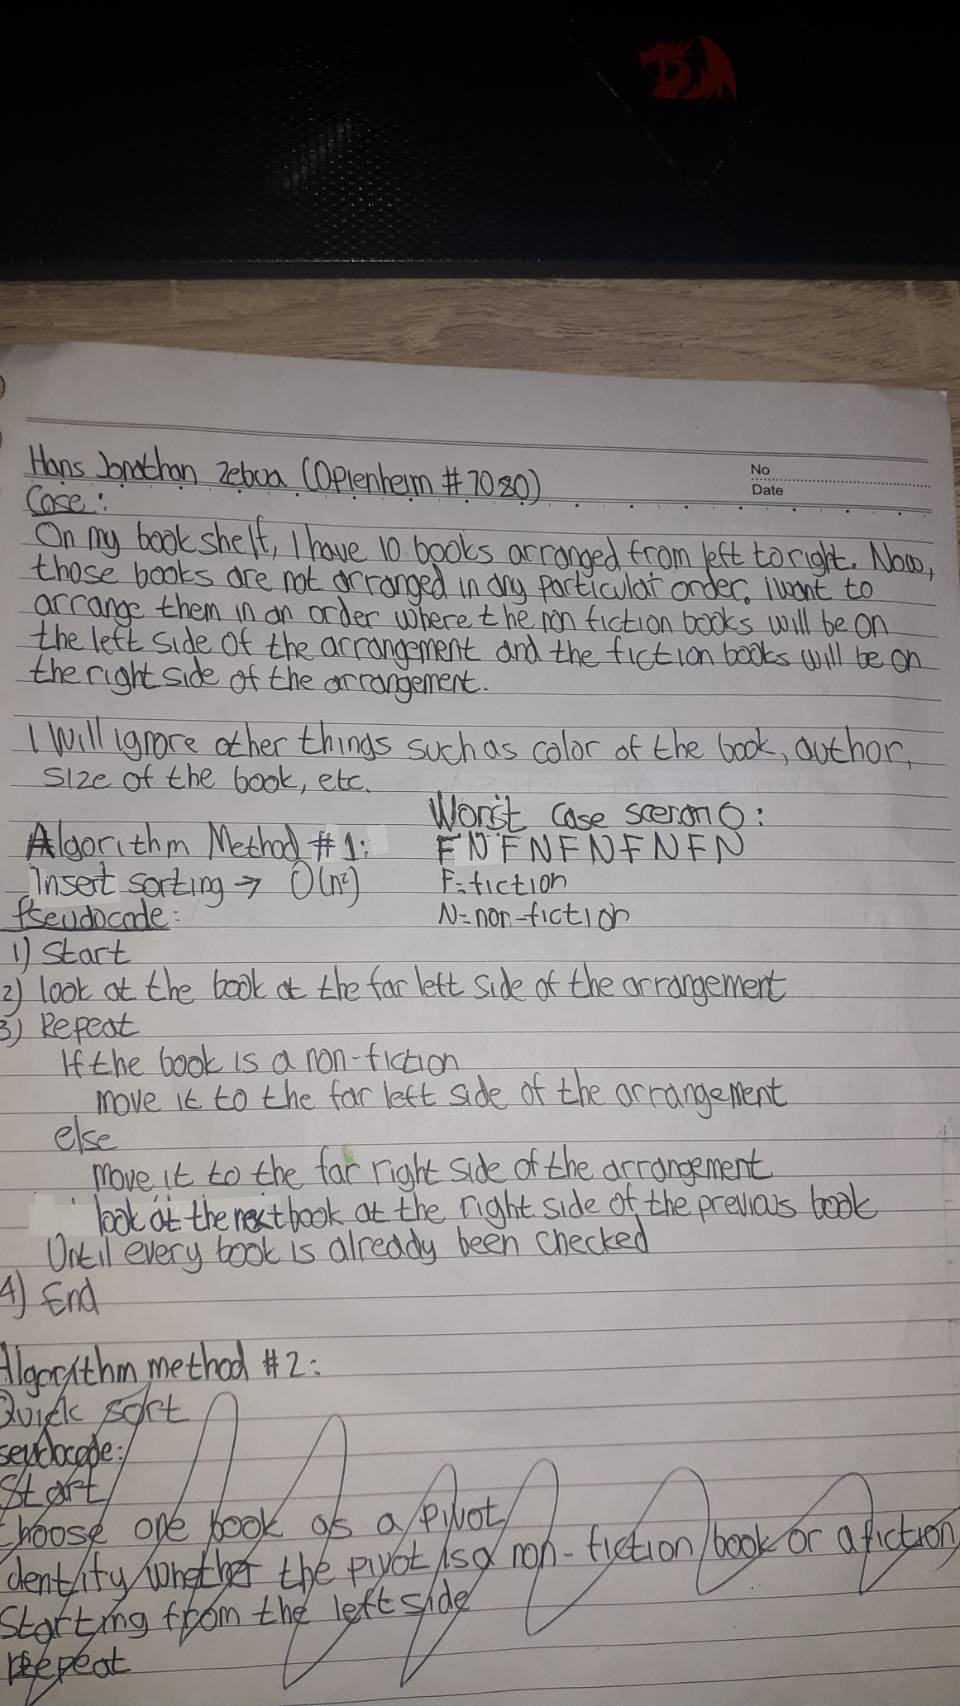 Hans Jonathan Zebua (Opienheim #7080)
No
Date
Case:
On my book shelf, I have 10 books arranged from left to right. Now,
those books are not arranged in any particular order. i want to
arrange them in an order where the non fiction books will be on
the left side of the arrangement and the fiction books will be on
the right side of the arrangement.
I will ignore other things such as color of the book, author,
size of the book, etc.
Worst case scenario:
Algorithm Method #1:
FNFNFNFNFN
Insert sorting → O(n²)
F=fiction
Pseudocode:
N=non-fiction
1) Start
2) look at the book at the far left side of the arrangement
3) Repeat
If the book is a non-fiction
move it to the far left side of the arrangement
else
move it to the far right side of the arrangement
look at the next book at the right side of the previous book
Until every book is already been checked
4) End
Algorithm method #2:
Quick sort
seudocode:
Start
choose one book as a pivot
dentify whether the pivot is a non-fiction book or a fiction
starting from the left side
Repeat